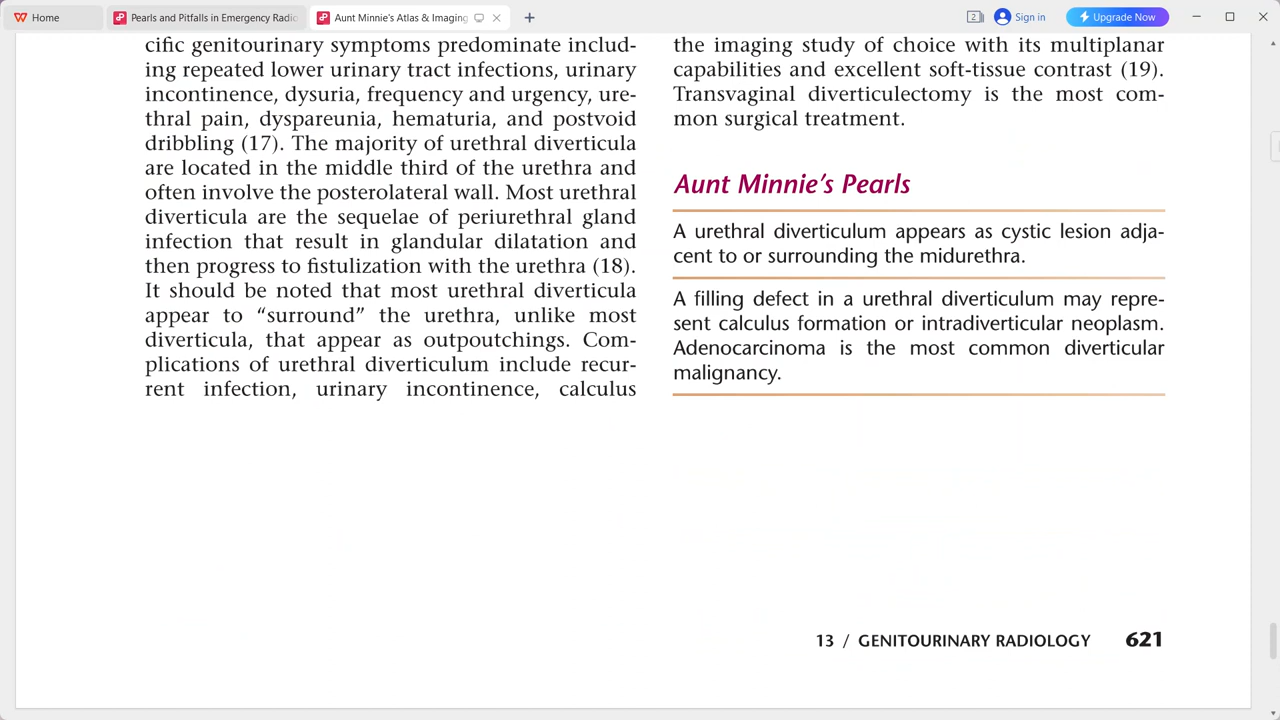 Home
Pearls and Pitfalls in Emergency Radio
Aunt Minnie's Atlas & Imaging
2
Sign in
Upgrade Now
cific genitourinary symptoms predominate includ-
ing repeated lower urinary tract infections, urinary
incontinence, dysuria, frequency and urgency, ure-
thral pain, dyspareunia, hematuria, and postvoid
dribbling (17). The majority of urethral diverticula
are located in the middle third of the urethra and
often involve the posterolateral wall. Most urethral
diverticula are the sequelae of periurethral gland
infection that result in glandular dilatation and
then progress to fistulization with the urethra (18).
It should be noted that most urethral diverticula
appear to “surround” the urethra, unlike most
diverticula, that appear as outpoutchings. Com-
plications of urethral diverticulum include recur-
rent infection, urinary incontinence, calculus
the imaging study of choice with its multiplanar
capabilities and excellent soft-tissue contrast (19).
Transvaginal diverticulectomy is the most com-
mon surgical treatment.
Aunt Minnie’s Pearls
A urethral diverticulum appears as cystic lesion adja-
cent to or surrounding the midurethra.
A filling defect in a urethral diverticulum may repre-
sent calculus formation or intradiverticular neoplasm.
Adenocarcinoma is the most common diverticular
malignancy.
13 / GENITOURINARY RADIOLOGY 621